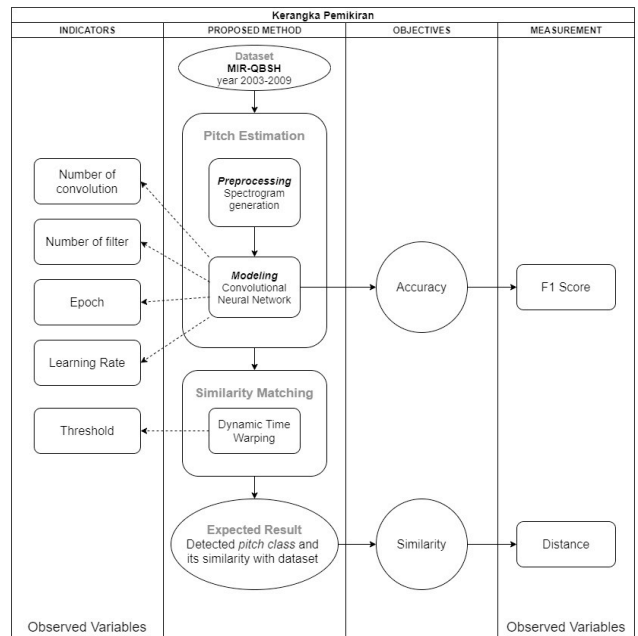 Kerangka Pemikiran
INDICATORS
PROPOSED METHOD
OBJECTIVES
MEASUREMENT
Dataset
MIR-QBSH
year 2003-2009
Pitch Estimation
Preprocessing
Spectrogram
generation
Number of
convolution
Number of filter
Epoch
Learning Rate
Modeling
Convolutional
Neural Network
Accuracy
F1 Score
Similarity Matching
Dynamic Time
Warping
Threshold
Expected Result
Detected pitch class and
its similarity with dataset
Similarity
Distance
Observed Variables
Observed Variables